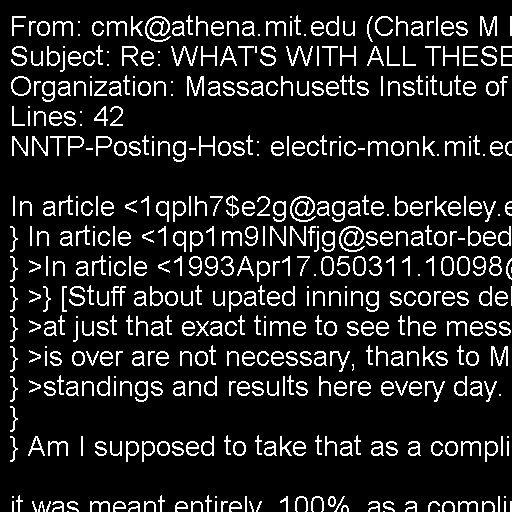 From: cmk@athena.mit.edu (Charles M
Subject: Re: WHAT'S WITH ALL THESE
Organization: Massachusetts Institute of
Lines: 42
NNTP-Posting-Host: electric-monk.mit.ed
In article <1qplh7$e2g@agate.berkeley.e
} In article <1qp1m9INNfjg@senator-bed
} >In article <1993Apr17.050311.10098@
} >} [Stuff about upated inning scores del
} >at just that exact time to see the mess
} >is over are not necessary, thanks to M
} >standings and results here every day.
}
} Am I supposed to take that as a compli
it was meant entirely, 100%, as a complim